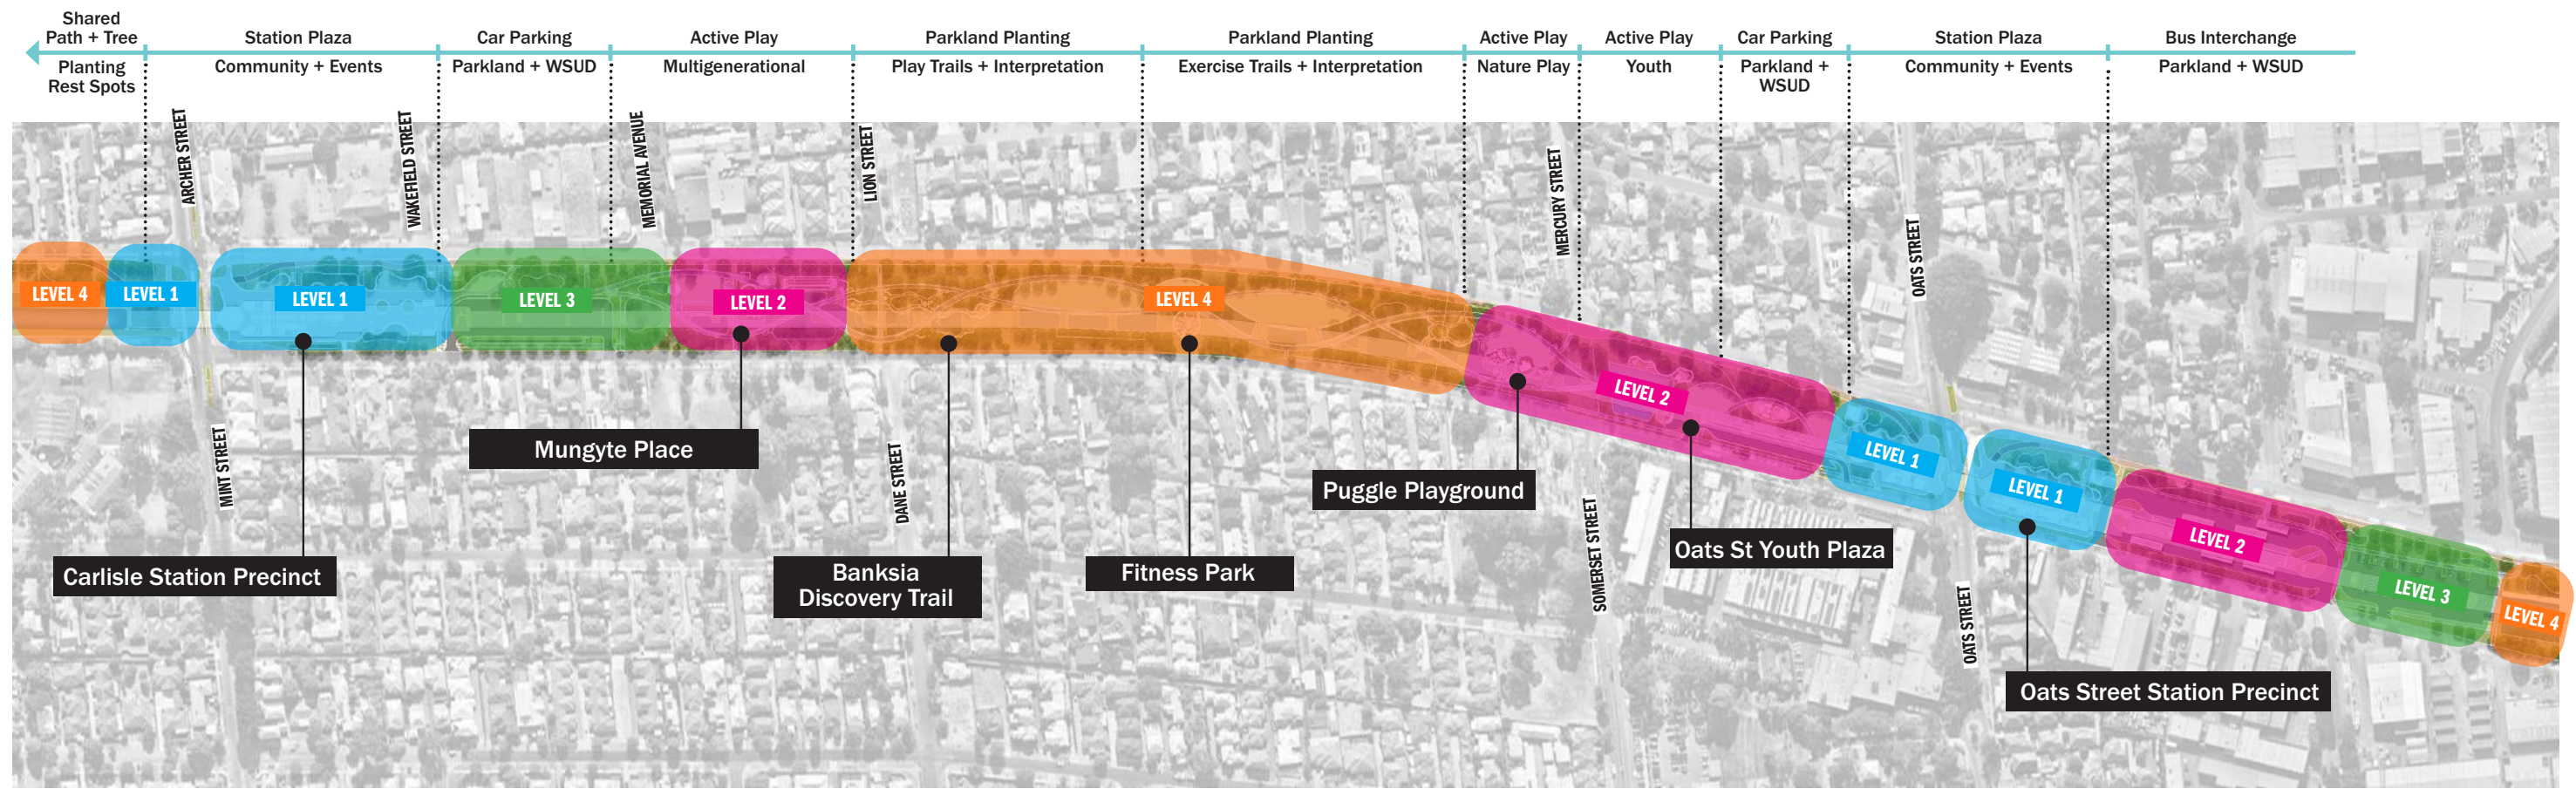 Shared
Path + Tree
Planting
Rest Spots
Station Plaza
Community + Events
Car Parking
Parkland + WSUD
Active Play
Multigenerational
Parkland Planting
Play Trails + Interpretation
Parkland Planting
Exercise Trails + Interpretation
Active Play
Nature Play
Active Play
Youth
Car Parking
Parkland +
WSUD
Station Plaza
Community + Events
Bus Interchange
Parkland + WSUD
ARCHER STREET
WAKEFIELD STREET
MEMORIAL AVENUE
LION STREET
MERCURY STREET
OATS STREET
LEVEL 4
LEVEL 1
LEVEL 1
LEVEL 3
LEVEL 2
LEVEL 4
LEVEL 2
LEVEL 1
LEVEL 1
LEVEL 2
LEVEL 3
LEVEL 4
MINT STREET
DANE STREET
SOMERSET STREET
OATS STREET
Mungyte Place
Puggle Playground
Oats St Youth Plaza
Carlisle Station Precinct
Banksia
Discovery Trail
Fitness Park
Oats Street Station Precinct